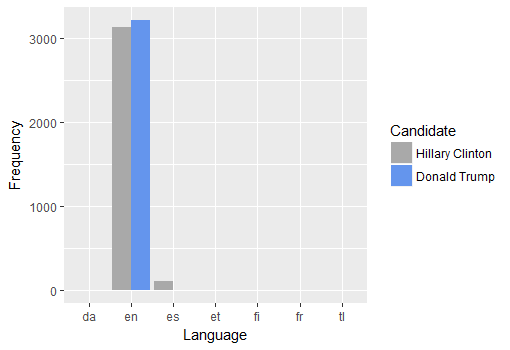 3000
2000
1000
0
Frequency
da en es et fi fr tl
Language
Candidate
Hillary Clinton
Donald Trump